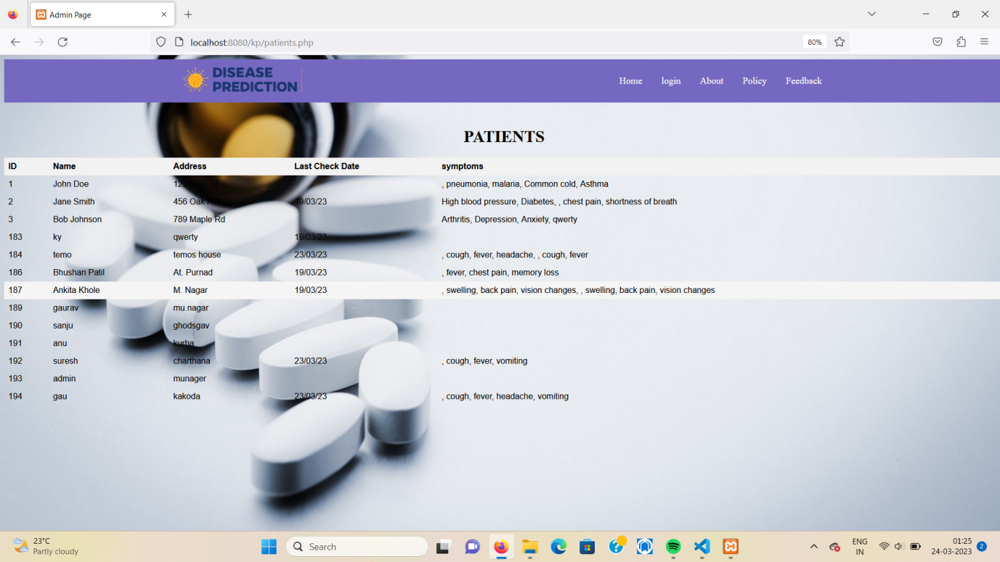 Admin Page
localhost:8080/kp/patients.php
80%
DISEASE
PREDICTION
Home login About Policy Feedback
PATIENTS
ID Name Address Last Check Date symptoms
1 John Doe , pneumonia, malaria, Common cold, Asthma
2 Jane Smith 456 Oak 19/03/23 High blood pressure, Diabetes, , chest pain, shortness of breath
3 Bob Johnson 789 Maple Rd Arthritis, Depression, Anxiety, qwerty
183 ky qwerty 19/03/23
184 temo temos house 23/03/23 , cough, fever, headache, , cough, fever
186 Bhushan Patil At. Purnad 19/03/23 , fever, chest pain, memory loss
187 Ankita Khole M. Nagar 19/03/23 , swelling, back pain, vision changes, , swelling, back pain, vision changes
189 gaurav mu.nagar
190 sanju ghodsgav
191 anu kurha
192 suresh charthana 23/03/23 , cough, fever, vomiting
193 admin munager
194 gau kakoda 23/03/23 , cough, fever, headache, vomiting
23°C
Partly cloudy
Search
ENG
IN
01:25
24-03-2023
2